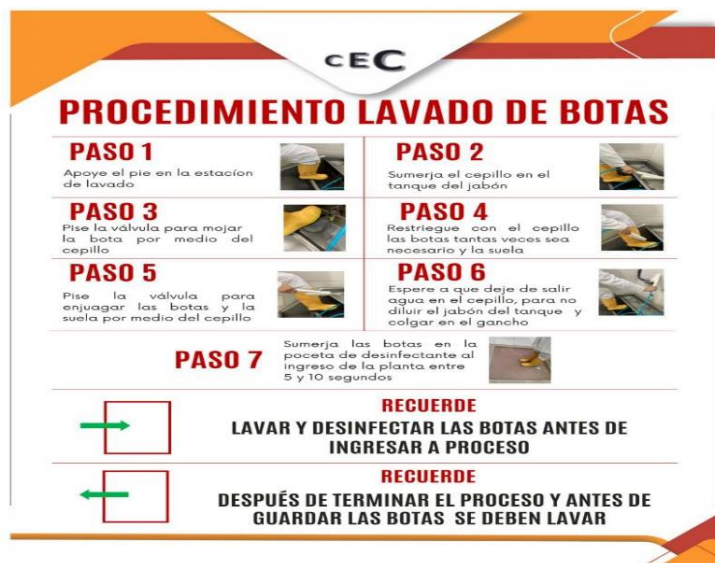 CEC
PROCEDIMIENTO LAVADO DE BOTAS
PASO 1
Apoye el pie en la estacíon
de lavado
PASO 2
Sumerja el cepillo en el
tanque del jabón
PASO 3
Pise la válvula para mojar
la bota por medio del
cepillo
PASO 4
Restriegue con el cepillo
las botas tantas veces sea
necesario y la suela
PASO 5
Pise la válvula para
enjuagar las botas y la
suela por medio del cepillo
PASO 6
Espere a que deje de salir
agua en el cepillo, para no
diluir el jabón del tanque y
colgar en el gancho
PASO 7
Sumerja las botas en la
poceta de desinfectante al
ingreso de la planta entre
5 y 10 segundos
RECUERDE
LAVAR Y DESINFECTAR LAS BOTAS ANTES DE
INGRESAR A PROCESO
RECUERDE
DESPUÉS DE TERMINAR EL PROCESO Y ANTES DE
GUARDAR LAS BOTAS SE DEBEN LAVAR